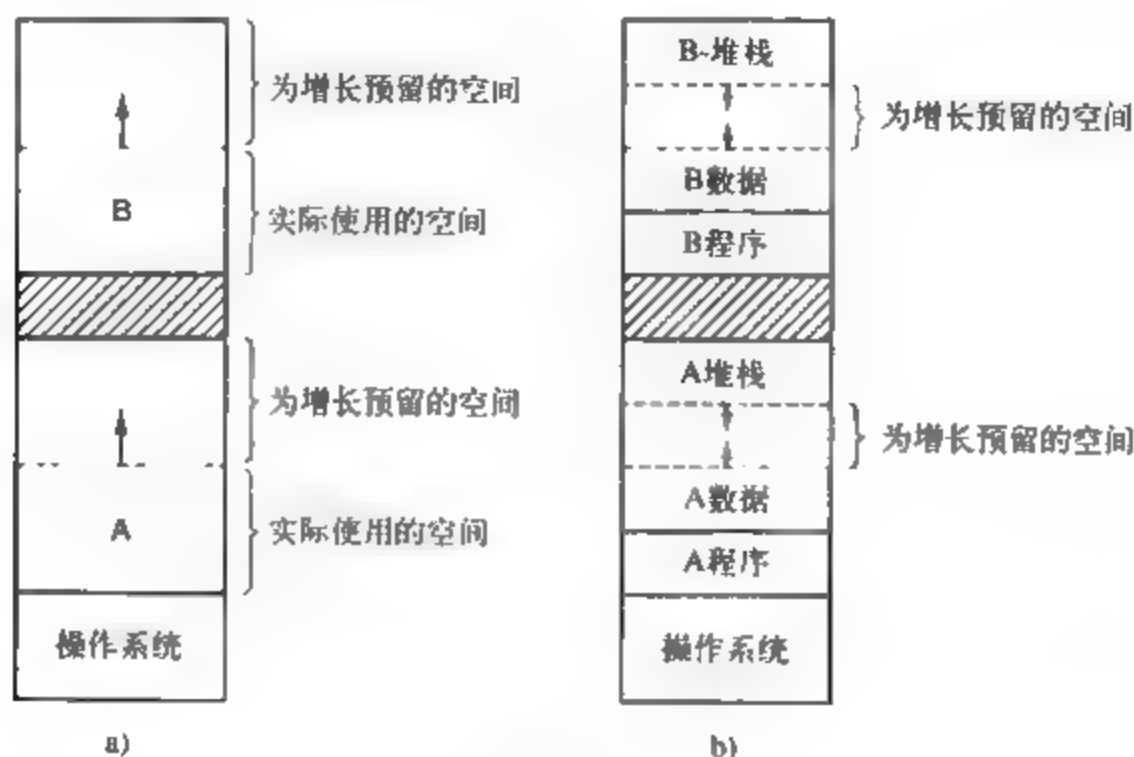 为增长预留的空间
B
实际使用的空间
为增长预留的空间
A
实际使用的空间
操作系统
a)
B-堆栈
为增长预留的空间
B数据
B程序
A堆栈
为增长预留的空间
A数据
A程序
操作系统
b)